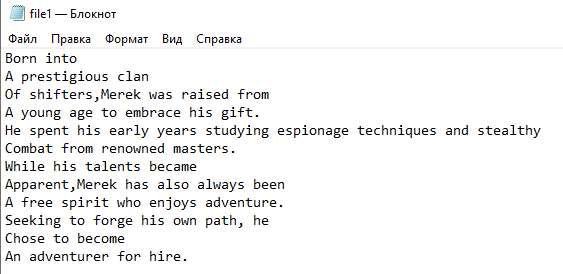 file1 — Блокнот
Файл Правка Формат Вид Справка
Born into
A prestigious clan
Of shifters,Merek was raised from
A young age to embrace his gift.
He spent his early years studying espionage techniques and stealthy
Combat from renowned masters.
While his talents became
Apparent,Merek has also always been
A free spirit who enjoys adventure.
Seeking to forge his own path, he
Chose to become
An adventurer for hire.